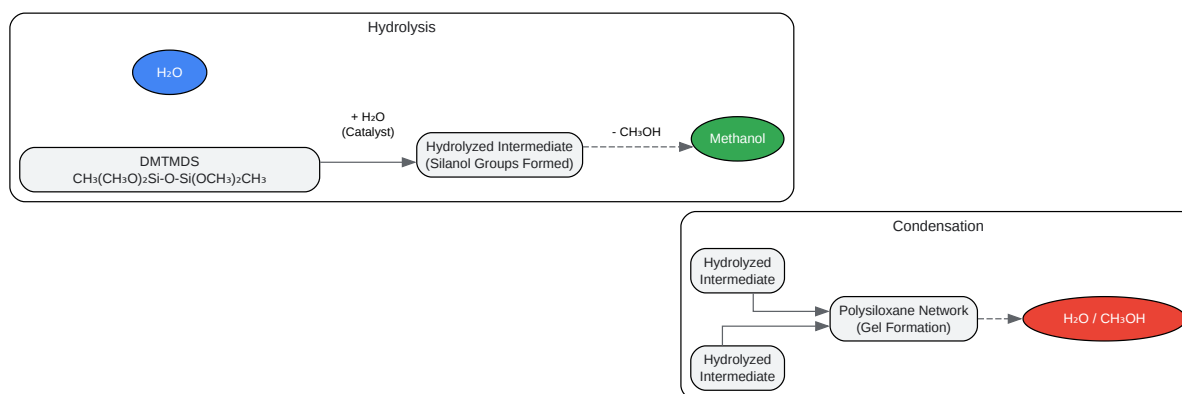 Hydrolysis
H₂O
+ H₂O
(Catalyst)
- CH₃OH
Methanol
Hydrolyzed Intermediate
(Silanol Groups Formed)
DMTMDS
CH₃(CH₃O)₂Si-O-Si(OCH₃)₂CH₃
Condensation
Hydrolyzed
Intermediate
Polysiloxane Network
(Gel Formation)
H₂O / CH₃OH
Hydrolyzed
Intermediate